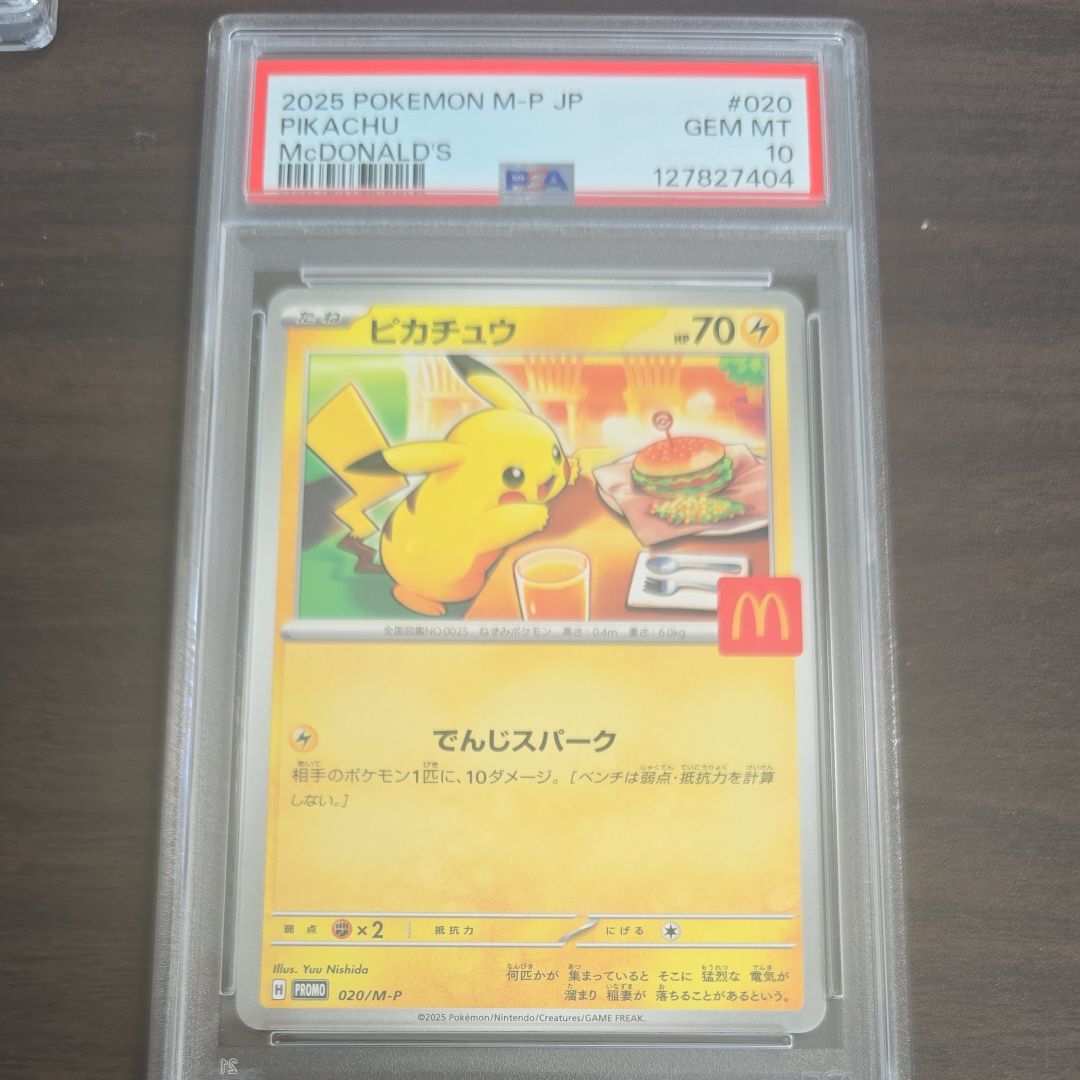 2025 POKEMON M-P JP #020
PIKACHU GEM MT
McDONALD'S 10
PSA 127827404
たね ピカチュウ HP70
全国図鑑NO.0025 ねずみポケモン 高さ:0.4m 重さ:6.0kg
でんじスパーク
相手のポケモン1匹に、10ダメージ。[ベンチは弱点・抵抗力を計算
しない。]
弱点 ×2 抵抗力 にげる
Illus. Yuu Nishida
何匹かが 集まっていると そこに 猛烈な 電気が
溜まり 稲妻が 落ちることがあるという。
H PROMO 020/M-P
©2025 Pokémon/Nintendo/Creatures/GAME FREAK.